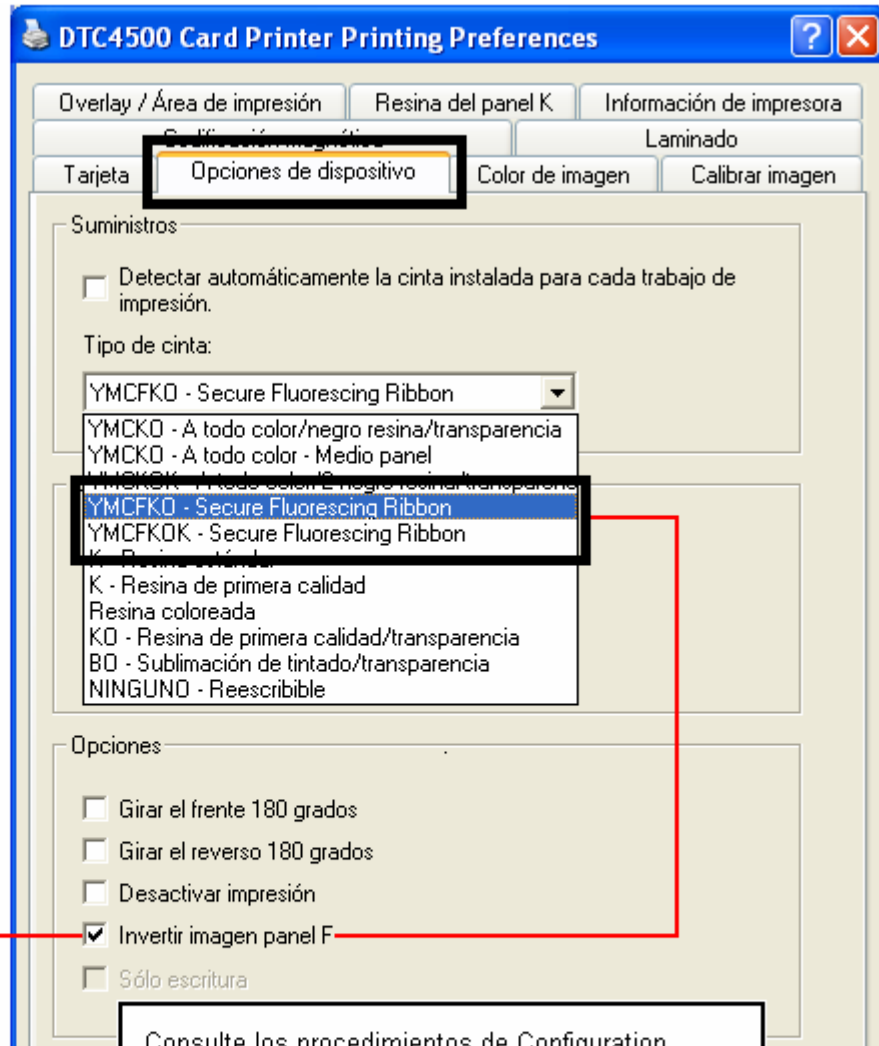 DTC4500 Card Printer Printing Preferences
Overlay / Área de impresión
Resina del panel K
Información de impresora
Laminado
Tarjeta
Opciones de dispositivo
Color de imagen
Calibrar imagen
Suministros
Detectar automáticamente la cinta instalada para cada trabajo de
impresión.
Tipo de cinta:
YMCFKO - Secure Fluorescing Ribbon
YMCKO - A todo color/negro resina/transparencia
YMCKO - A todo color - Medio panel
YMCFKO - Secure Fluorescing Ribbon
YMCFKOK - Secure Fluorescing Ribbon
K - Resina de primera calidad
Resina coloreada
KO - Resina de primera calidad/transparencia
BO - Sublimación de tintado/transparencia
NINGUNO - Reescribible
Opciones
Girar el frente 180 grados
Girar el reverso 180 grados
Desactivar impresión
Invertir imagen panel F
Sólo escritura
Consulte los procedimientos de Configuration